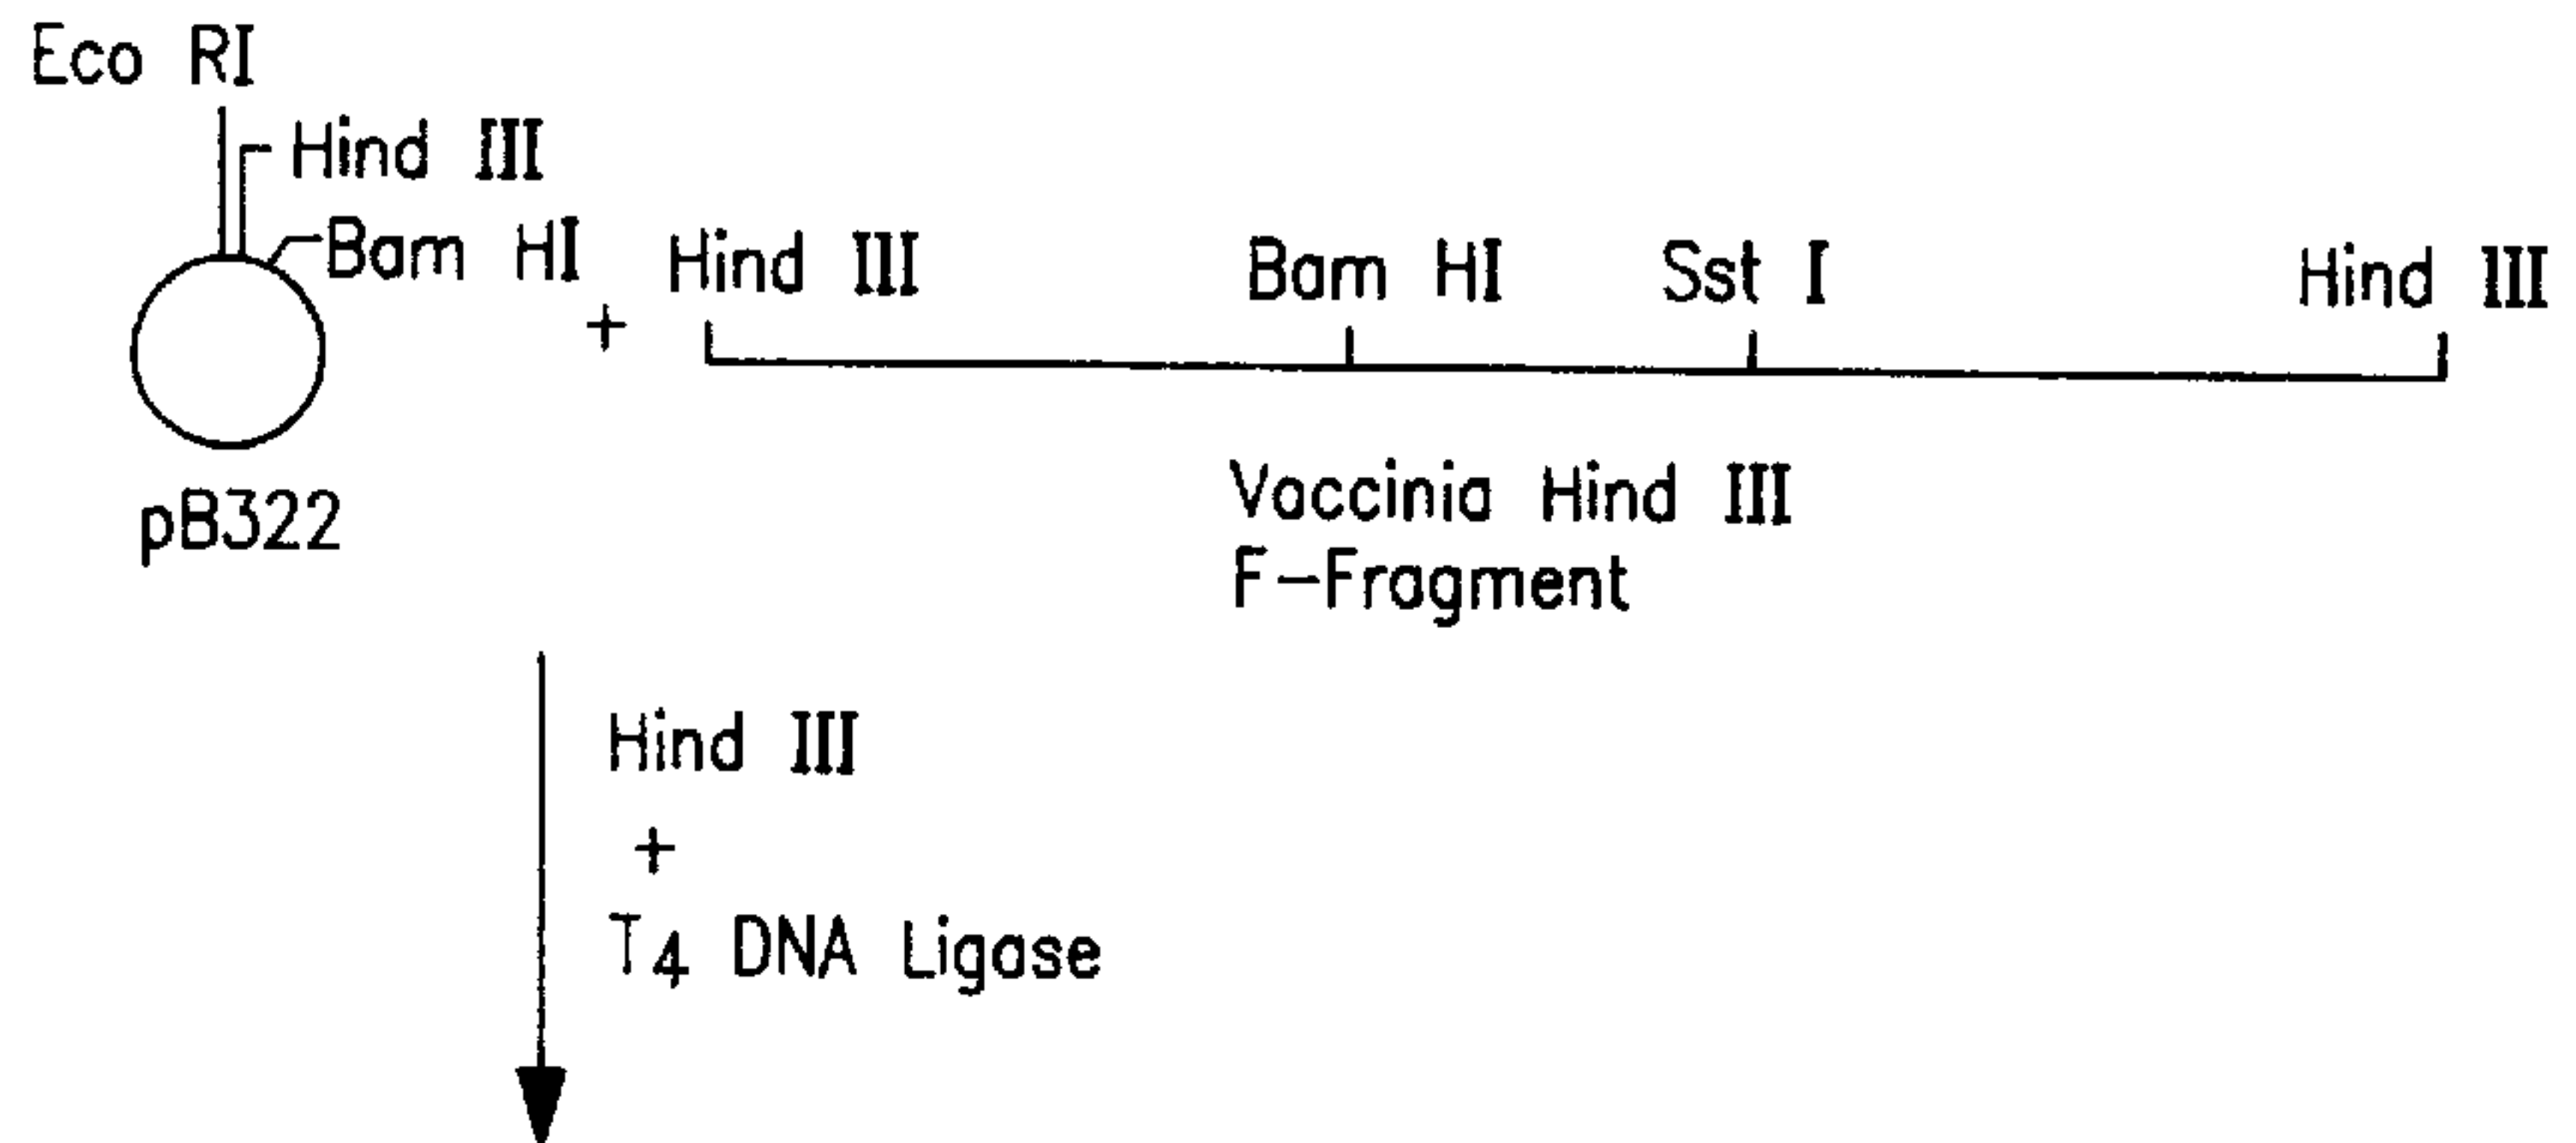 Eco RI
Hind III
Bam HI
+
Hind III
Bam HI
Sst I
Hind III
pB322
Vaccinia Hind III
F-Fragment
Hind III
+
T4 DNA Ligase